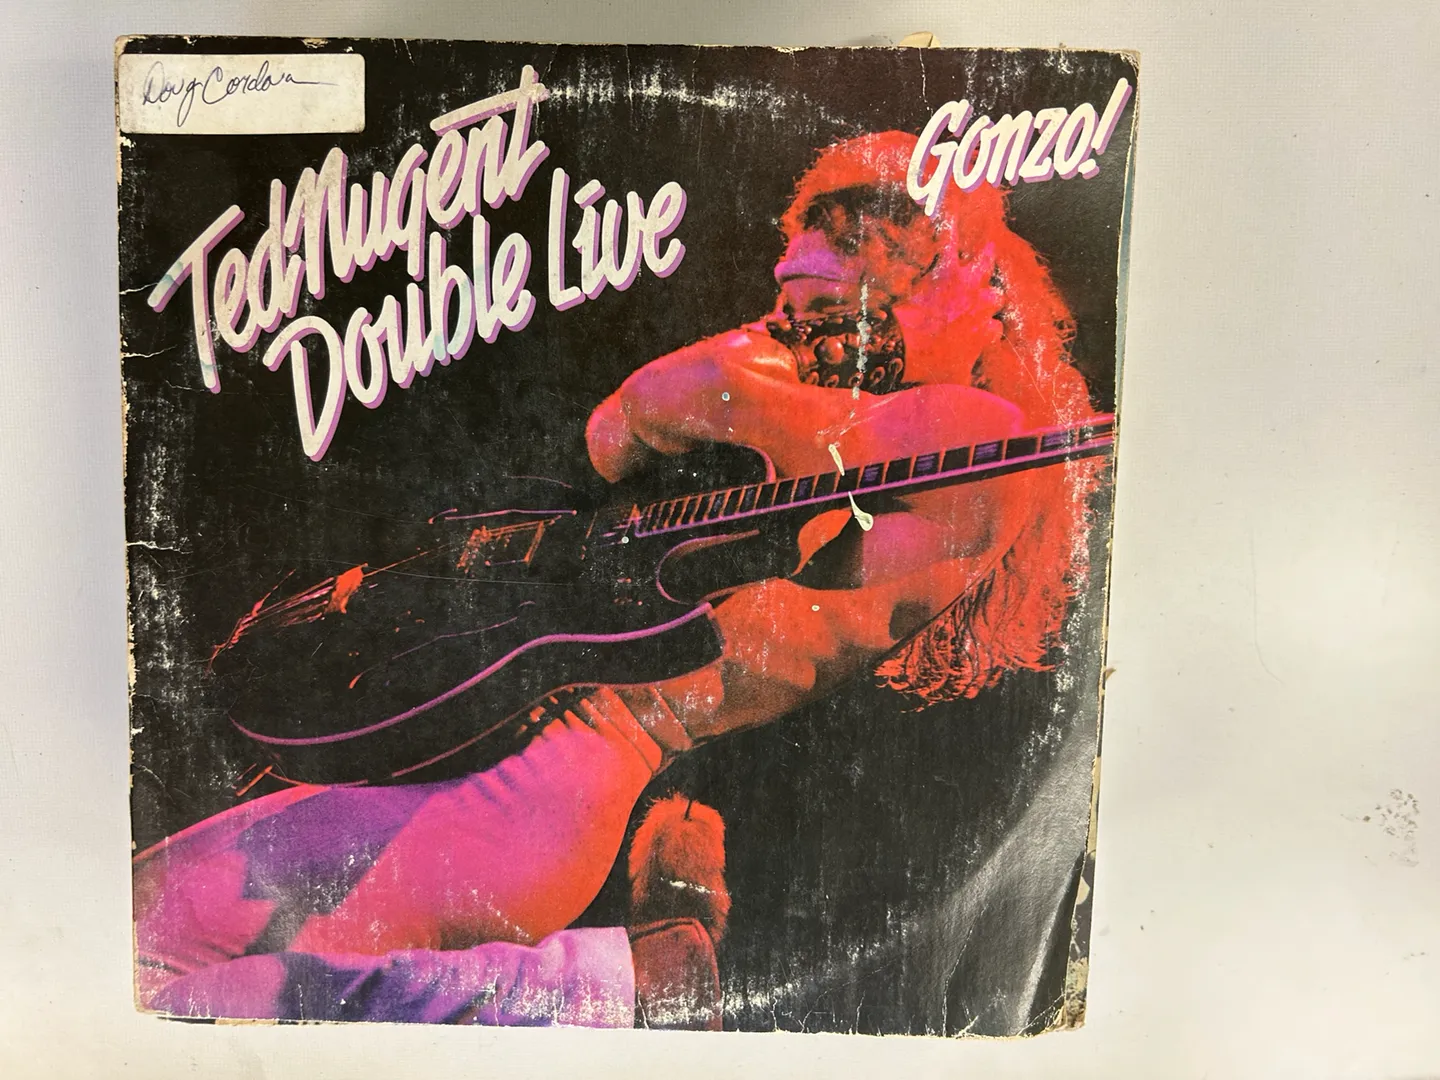 Doug Cordova
Ted Nugent
Double Live
Gonzo!